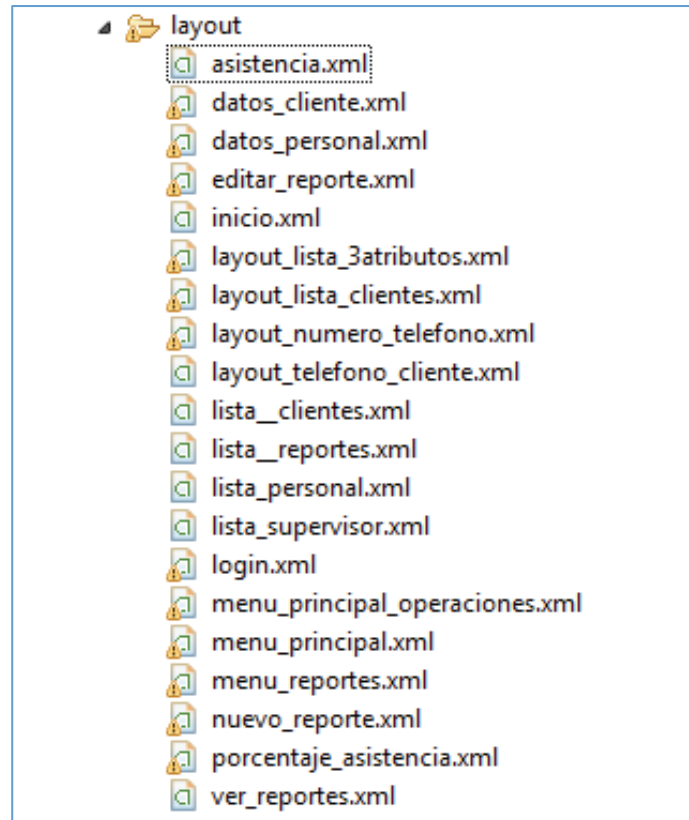 layout
asistencia.xml
datos_cliente.xml
datos_personal.xml
editar_reporte.xml
inicio.xml
layout_lista_3atributos.xml
layout_lista_clientes.xml
layout_numero_telefono.xml
layout_telefono_cliente.xml
lista__clientes.xml
lista__reportes.xml
lista_personal.xml
lista_supervisor.xml
login.xml
menu_principal_operaciones.xml
menu_principal.xml
menu_reportes.xml
nuevo_reporte.xml
porcentaje_asistencia.xml
ver_reportes.xml